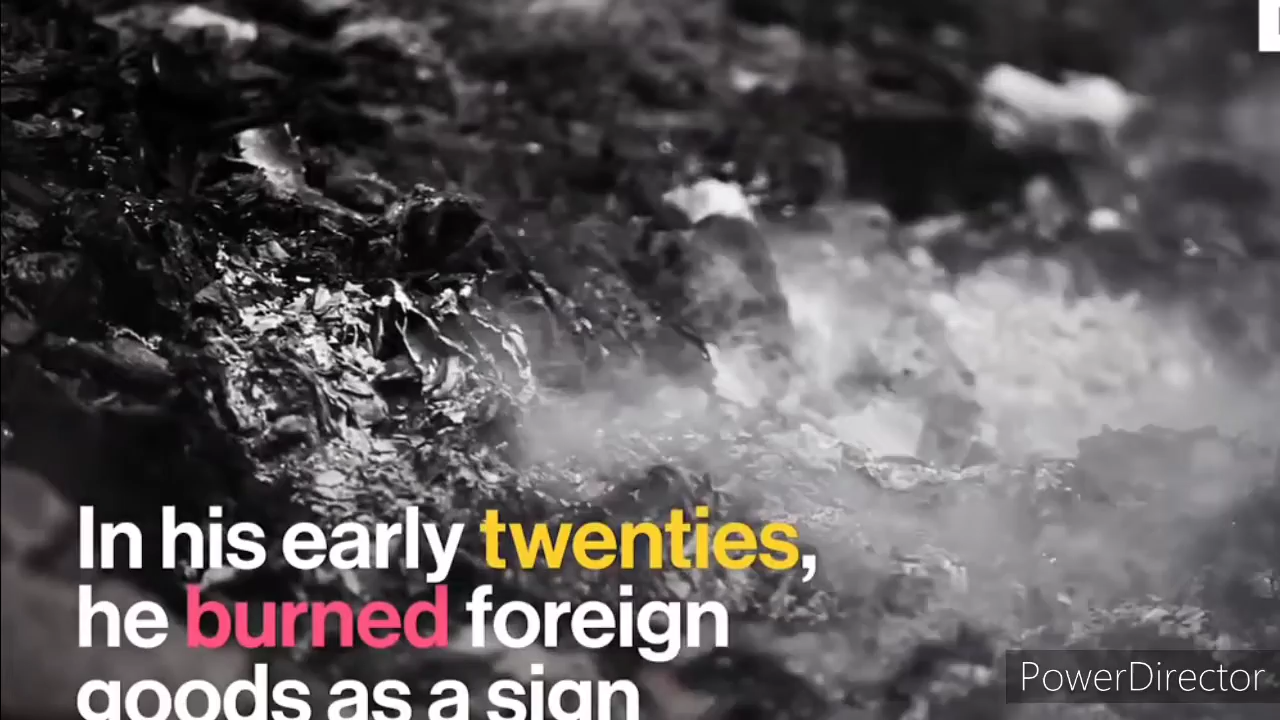 In his early twenties,
he burned foreign
goods as a sign
PowerDirector